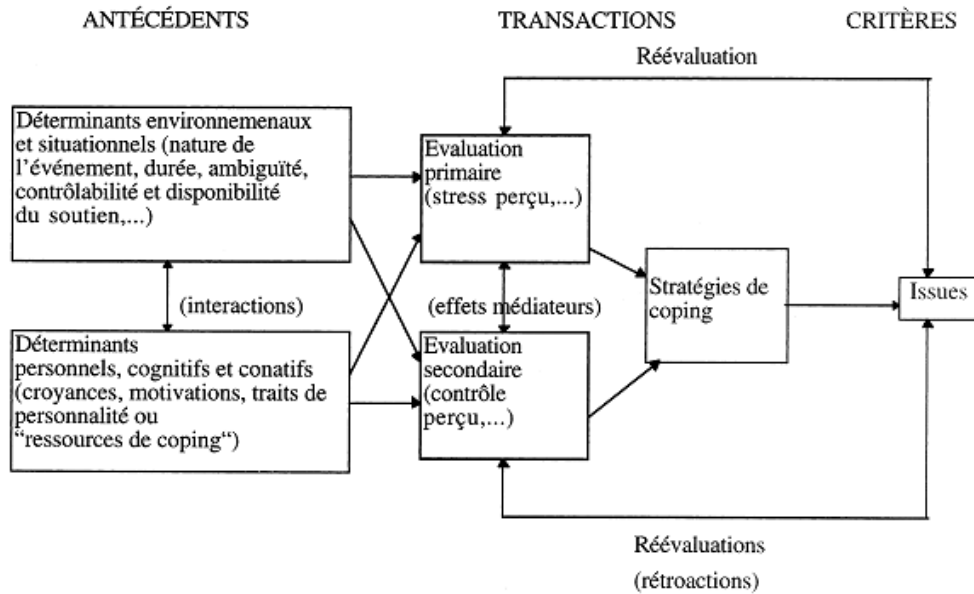 ANTÉCÉDENTS
TRANSACTIONS
CRITÈRES
Réévaluation
Déterminants environnemenaux
et situationnels (nature de
l'événement, durée, ambiguïté,
contrôlabilité et disponibilité
du soutien,...)
Evaluation
primaire
(stress perçu,...)
(interactions)
(effets médiateurs)
Stratégies de
coping
Issues
Déterminants
personnels, cognitifs et conatifs
(croyances, motivations, traits de
personnalité ou
“ressources de coping“)
Evaluation
secondaire
(contrôle
perçu,...)
Réévaluations
(rétroactions)